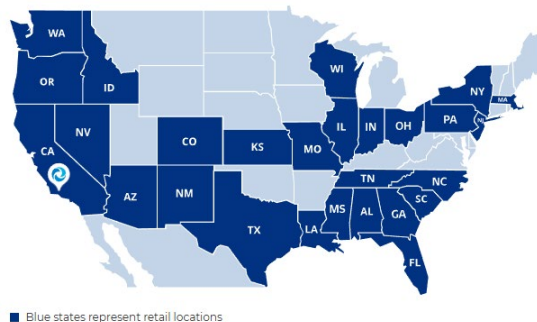 WA
OR
ID
WI
NY
MA
NV
CA
CO
KS
MO
IL
IN
OH
PA
NJ
AZ
NM
TN
NC
SC
TX
LA
MS
AL
GA
FL
Blue states represent retail locations